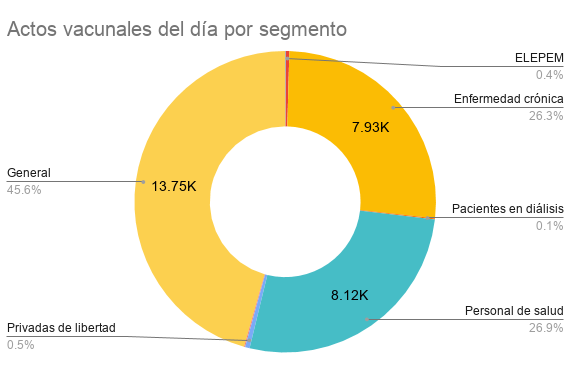 Actos vacunales del día por segmento
ELEPEM
0.4%
Enfermedad crónica
26.3%
7.93K
General
45.6%
13.75K
Pacientes en diálisis
0.1%
8.12K
Personal de salud
26.9%
Privadas de libertad
0.5%